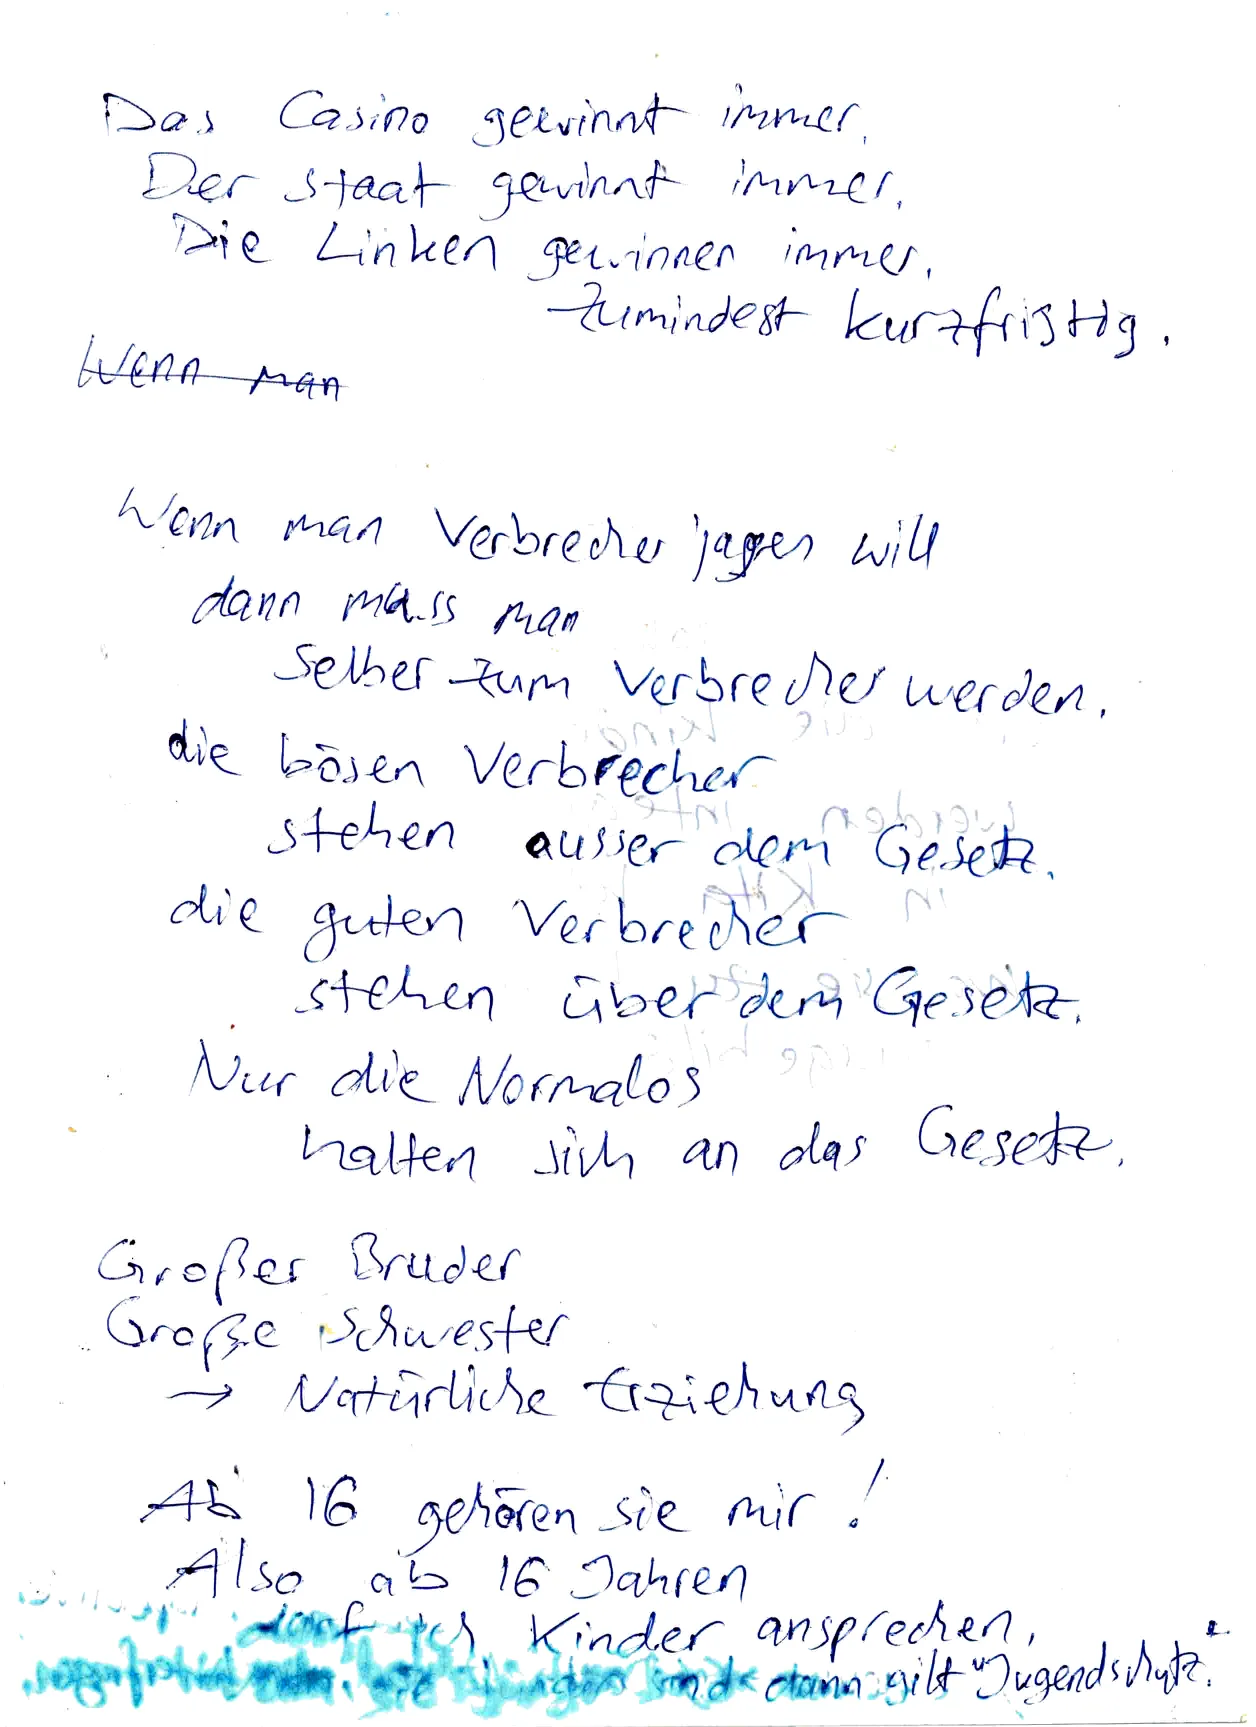 Das Casino gewinnt immer.
Der Staat gewinnt immer.
Die Linken gewinnen immer.
Zumindest kurzfristig.
Wenn man
Wenn man Verbrecher jagen will
dann muss man
Selber zum Verbrecher werden.
die bösen Verbrecher
stehen ausser dem Gesetz.
die guten Verbrecher
stehen über dem Gesetz.
Nur die Normalos
halten sich an das Gesetz.
Großer Bruder
Große Schwester
→ Natürliche Erziehung
Ab 16 gehören sie mir!
Also ab 16 Jahren
darf ich Kinder ansprechen,
sind dann gilt "Jugendschutz."